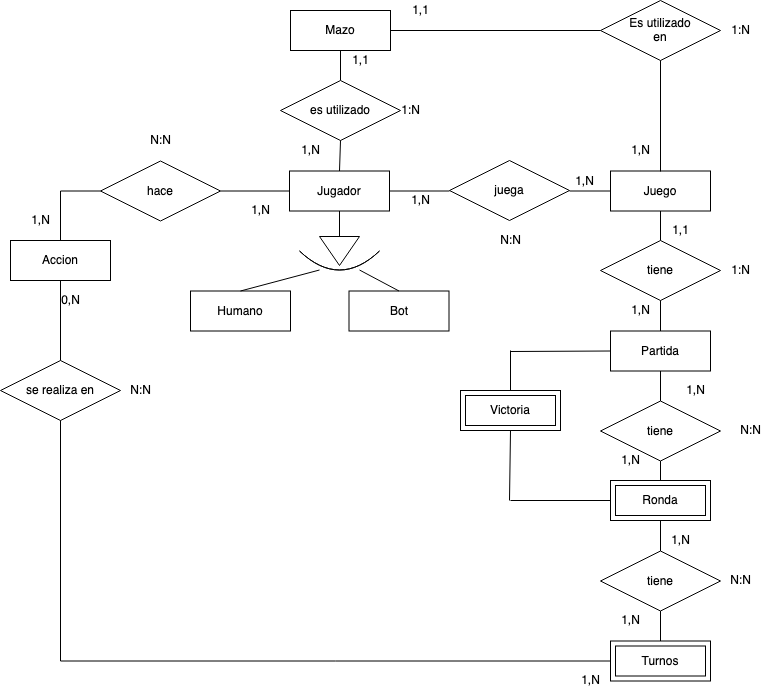 1,1
Mazo
Es utilizado
en
1:N
1,1
es utilizado
1:N
N:N
1,N
1,N
hace
Jugador
juega
1,N
Juego
1,N
1,N
1,N
N:N
1,1
Accion
0,N
tiene
1:N
Humano
Bot
1,N
Partida
se realiza en
N:N
1,N
Victoria
tiene
N:N
1,N
Ronda
1,N
tiene
N:N
1,N
Turnos
1,N